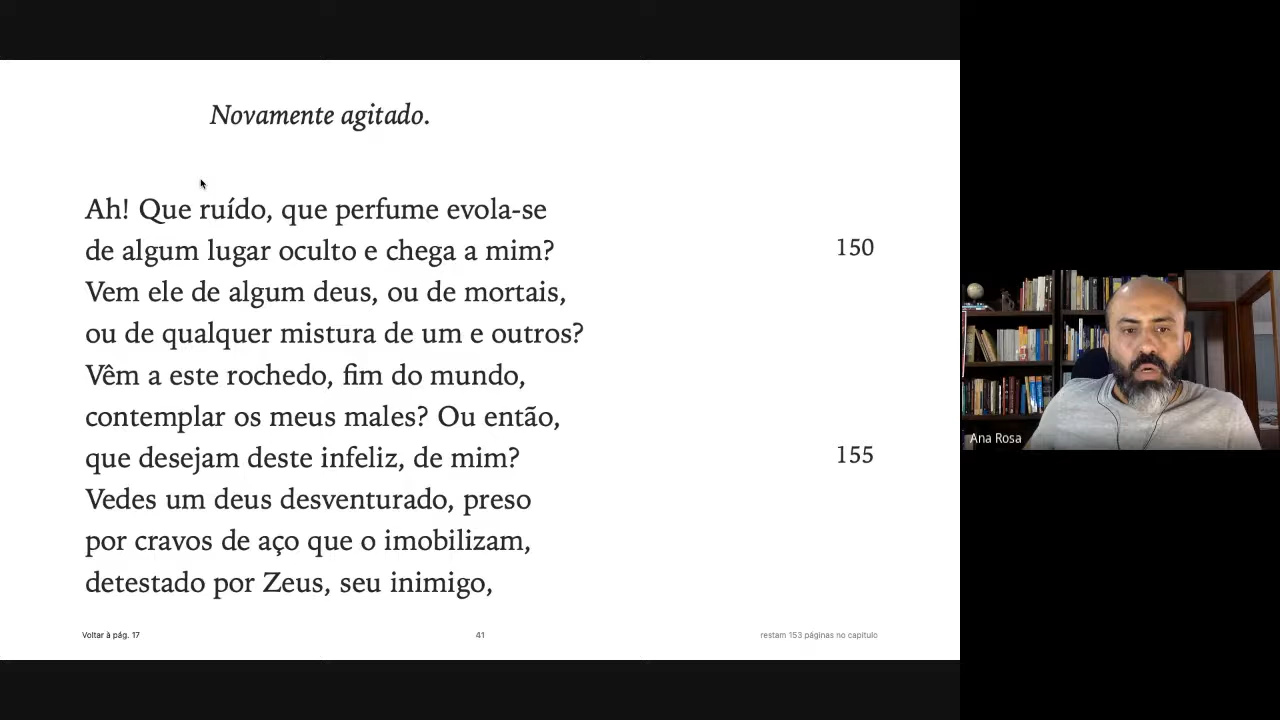 Novamente agitado.
Ah! Que ruído, que perfume evola-se
de algum lugar oculto e chega a mim?
150
Vem ele de algum deus, ou de mortais,
ou de qualquer mistura de um e outros?
Vêm a este rochedo, fim do mundo,
contemplar os meus males? Ou então,
que desejam deste infeliz, de mim?
155
Vedes um deus desventurado, preso
por cravos de aço que o imobilizam,
detestado por Zeus, seu inimigo,
Voltar à pág. 17
41
restam 153 páginas no capítulo
Ana Rosa